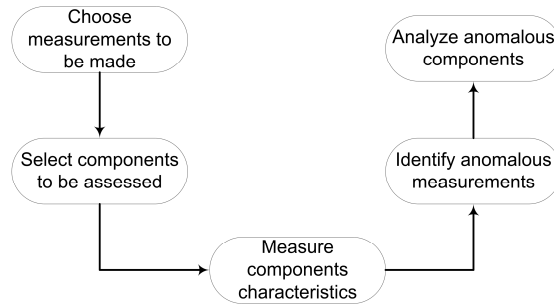 Choose
measurements to
be made
Select components
to be assessed
Measure
components
characteristics
Identify anomalous
measurements
Analyze anomalous
components